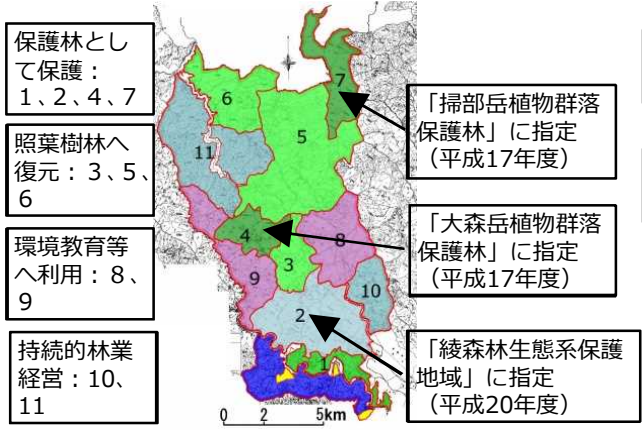 保護林とし
て保護：
1、2、4、7
照葉樹林へ
復元：3、5、
6
環境教育等
へ利用：8、
9
持続的林業
経営：10、
11
7
6
5
11
4
8
3
9
10
2
1
0 2 5km
「掃部岳植物群落
保護林」に指定
（平成17年度）
「大森岳植物群落
保護林」に指定
（平成17年度）
「綾森林生態系保護
地域」に指定
（平成20年度）